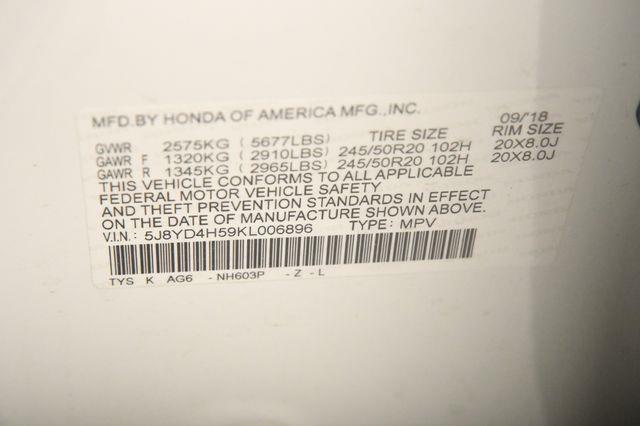 MFD.BY HONDA OF AMERICA MFG.,INC. 09/'18
TIRE SIZE RIM SIZE
GVWR 2575KG ( 5677LBS)
GAWR F 1320KG ( 2910LBS) 245/50R20 102H 20X8.0J
GAWR R 1345KG ( 2965LBS) 245/50R20 102H 20X8.0J
THIS VEHICLE CONFORMS TO ALL APPLICABLE
FEDERAL MOTOR VEHICLE SAFETY
AND THEFT PREVENTION STANDARDS IN EFFECT
ON THE DATE OF MANUFACTURE SHOWN ABOVE.
V.I.N.: 5J8YD4H59KL006896 TYPE: MPV
TYS K AG6 - NH603P - Z - L